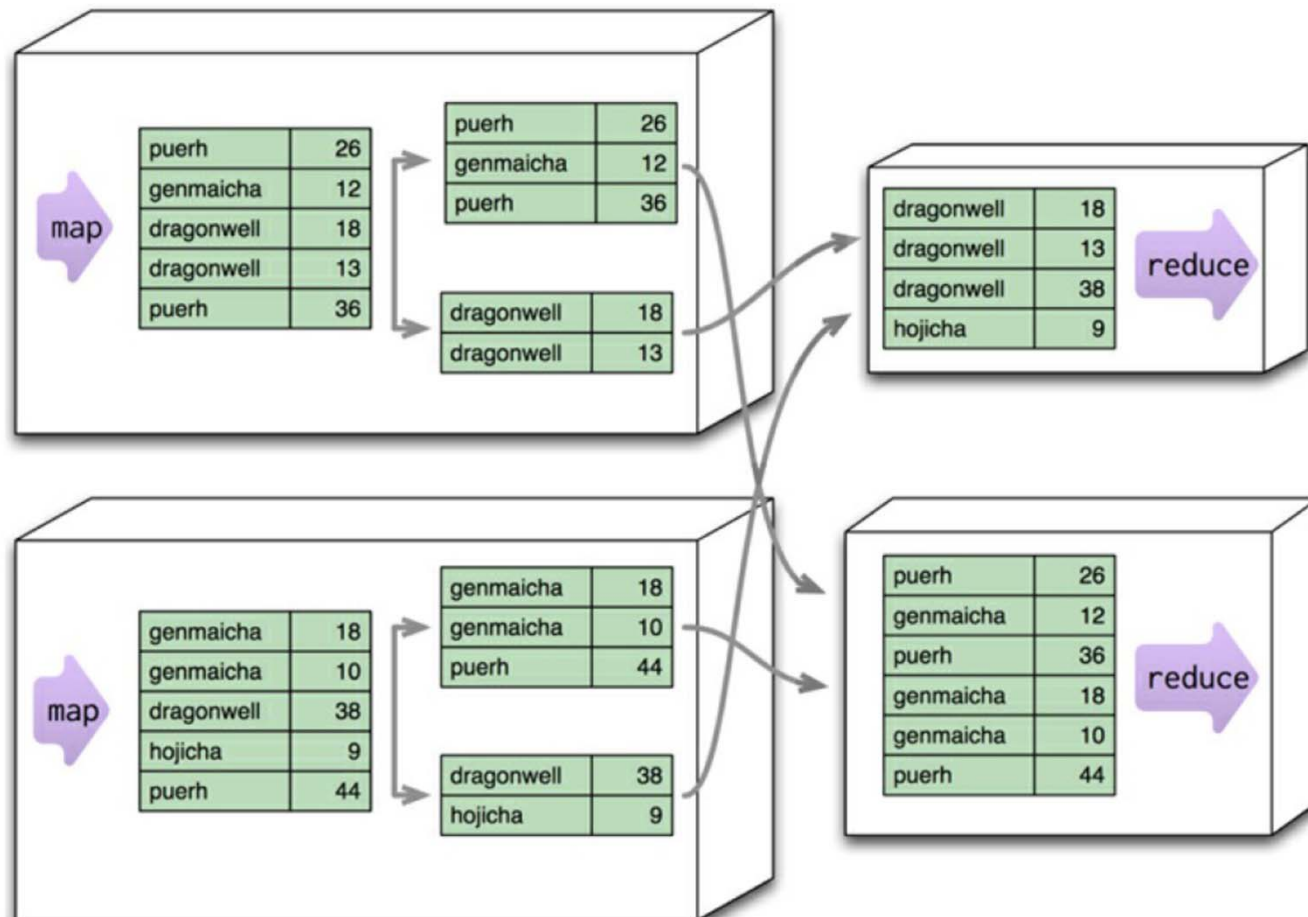 map
puerh 26
genmaicha 12
dragonwell 18
dragonwell 13
puerh 36
puerh 26
genmaicha 12
puerh 36
dragonwell 18
dragonwell 13
dragonwell 18
dragonwell 13
dragonwell 38
hojicha 9
reduce
map
genmaicha 18
genmaicha 10
dragonwell 38
hojicha 9
puerh 44
genmaicha 18
genmaicha 10
puerh 44
dragonwell 38
hojicha 9
puerh 26
genmaicha 12
puerh 36
genmaicha 18
genmaicha 10
puerh 44
reduce